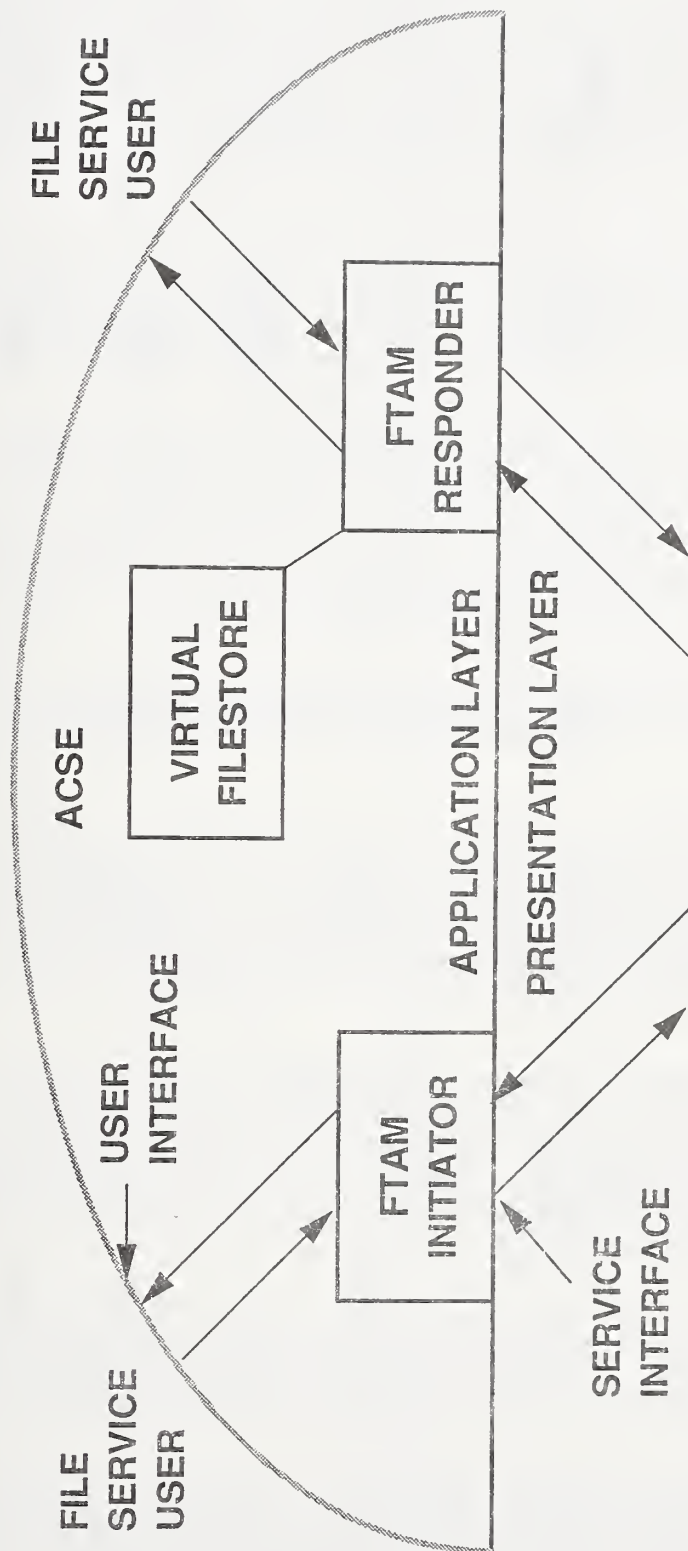 FILE
SERVICE
USER
USER
INTERFACE
ACSE
FILE
SERVICE
USER
VIRTUAL
FILESTORE
FTAM
INITIATOR
FTAM
RESPONDER
APPLICATION LAYER
PRESENTATION LAYER
SERVICE
INTERFACE